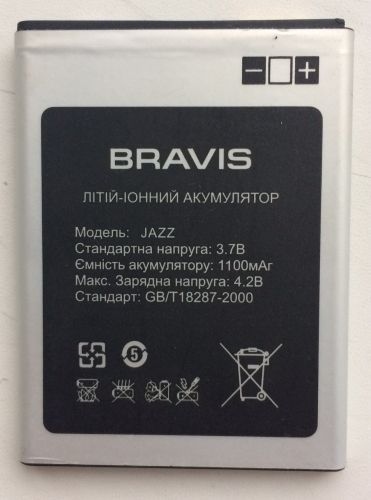 BRAVIS
ЛІТІЙ-ІОННИЙ АКУМУЛЯТОР
Модель: JAZZ
Стандартна напруга: 3.7В
Ємність акумулятору: 1100мАг
Макс. Зарядна напруга: 4.2В
Стандарт: GB/T18287-2000
5